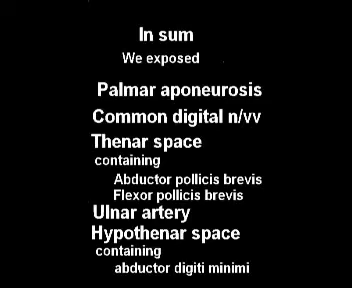 In sum
We exposed
Palmar aponeurosis
Common digital n/vv
Thenar space
containing
Abductor pollicis brevis
Flexor pollicis brevis
Ulnar artery
Hypothenar space
containing
abductor digiti minimi